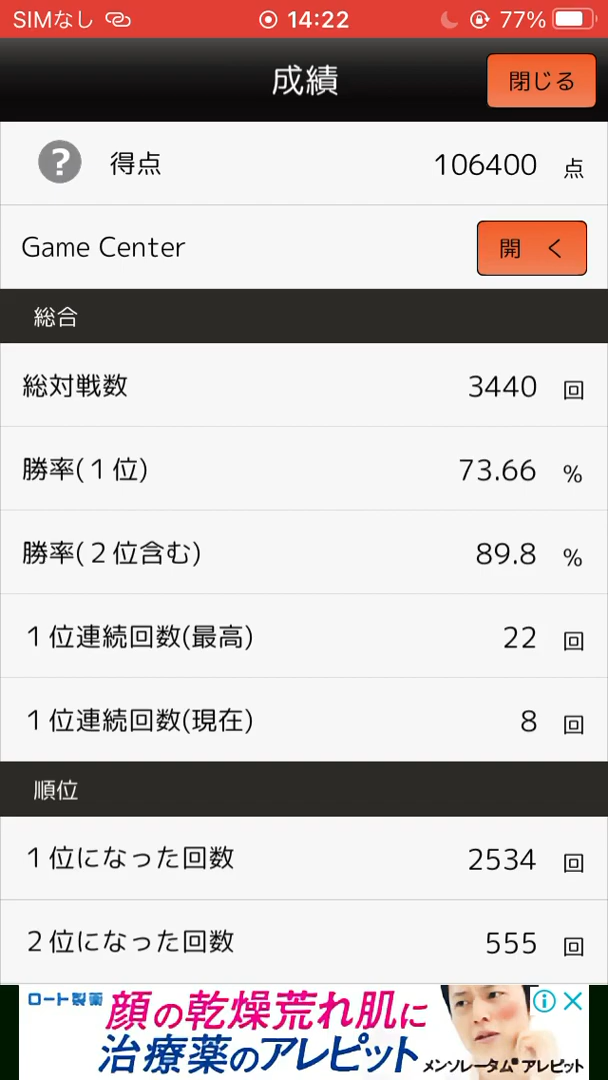 SIMなし 14:22 77%
成績 閉じる
? 得点 106400 点
Game Center 開 く
総合
総対戦数 3440 回
勝率(１位) 73.66 %
勝率(２位含む) 89.8 %
１位連続回数(最高) 22 回
１位連続回数(現在) 8 回
順位
１位になった回数 2534 回
２位になった回数 555 回
ロート製薬 顔の乾燥荒れ肌に
治療薬のアレピット メンソレータム® アレピット